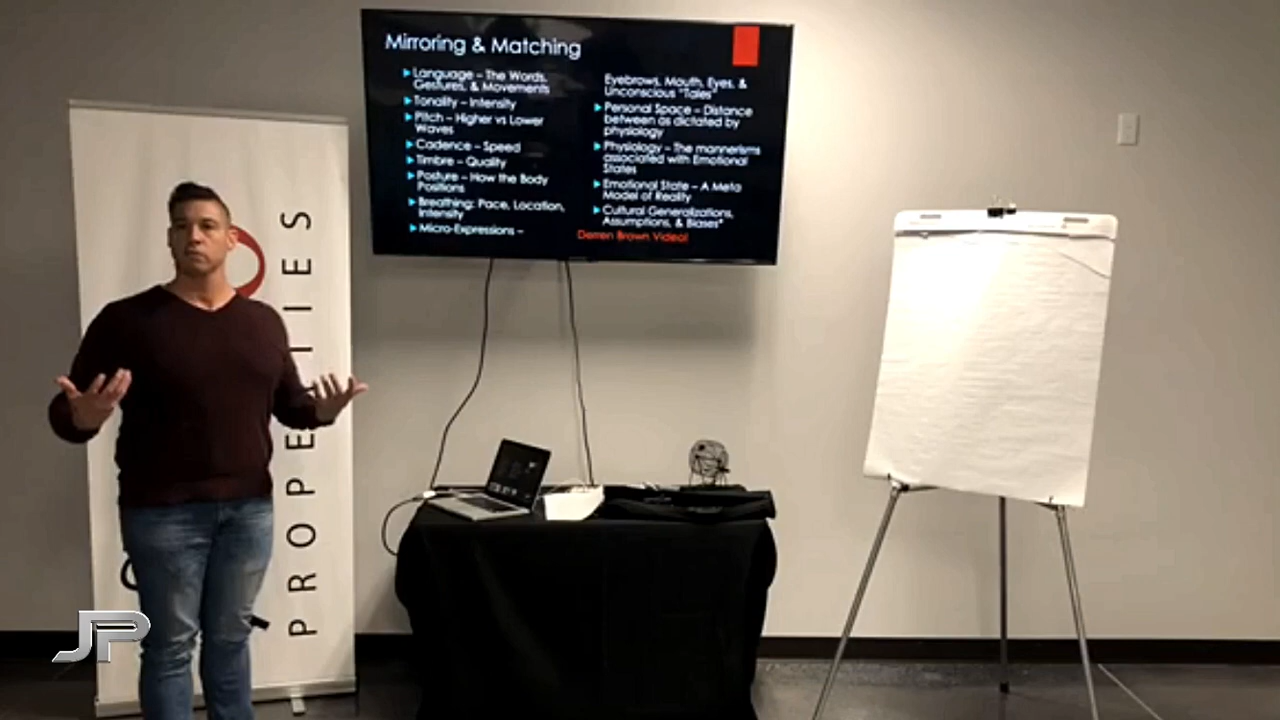 Mirroring & Matching
Language – The Words,
Gestures, & Movements
Tonality – Intensity
Pitch – Higher vs Lower
Waves
Cadence – Speed
Timbre – Quality
Posture – How the Body
Positions
Breathing: Pace, Location,
Intensity
Micro-Expressions –
Eyebrows, Mouth, Eyes, &
Unconscious "Tales"
Personal Space – Distance
between as dictated by
physiology
Physiology – The mannerisms
associated with Emotional
States
Emotional State – A Meta
Model of Reality
Cultural Generalizations,
Assumptions, & Biases*
Derren Brown Video!
PROPE TIES
JP